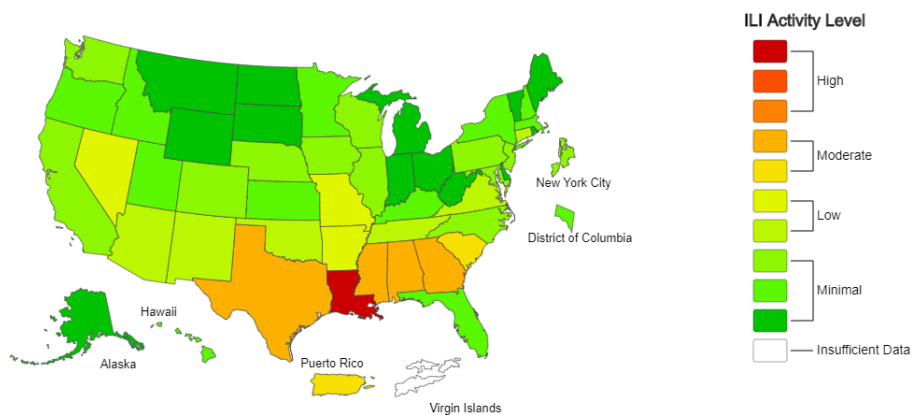 ILI Activity Level
High
Moderate
Low
Minimal
Insufficient Data
New York City
District of Columbia
Hawaii
Alaska
Puerto Rico
Virgin Islands